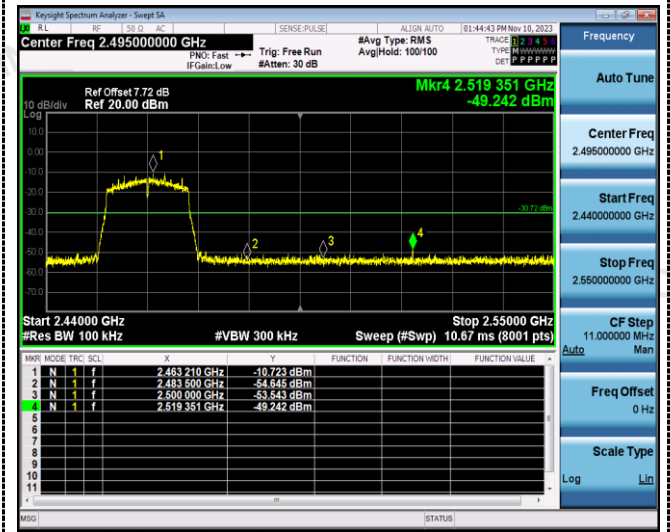 Keysight Spectrum Analyzer - Swept SA
RL RF 50 Ω AC SENSE:PULSE ALIGN AUTO 01:44:43 PM Nov 10, 2023
Center Freq 2.495000000 GHz
PNO: Fast
IFGain:Low
Trig: Free Run
#Atten: 30 dB
#Avg Type: RMS
Avg|Hold: 100/100
TRACE 1 2 3 4 5 6
TYPE M W W W W W
DET P P P P P P
Ref Offset 7.72 dB
10 dB/div Ref 20.00 dBm
Log
Mkr4 2.519 351 GHz
-49.242 dBm
10.0
0.00
-10.0
-20.0
-30.0
-40.0
-50.0
-60.0
-70.0
-30.72 dBm
1
2
3
4
Start 2.44000 GHz Stop 2.55000 GHz
#Res BW 100 kHz #VBW 300 kHz Sweep (#Swp) 10.67 ms (8001 pts)
MKR MODE TRC SCL X Y FUNCTION FUNCTION WIDTH FUNCTION VALUE
1 N 1 f 2.463 210 GHz -10.723 dBm
2 N 1 f 2.483 500 GHz -54.645 dBm
3 N 1 f 2.500 000 GHz -53.543 dBm
4 N 1 f 2.519 351 GHz -49.242 dBm
5
6
7
8
9
10
11
MSG STATUS
Frequency
Auto Tune
Center Freq
2.495000000 GHz
Start Freq
2.440000000 GHz
Stop Freq
2.550000000 GHz
CF Step
11.000000 MHz
Auto Man
Freq Offset
0 Hz
Scale Type
Log Lin